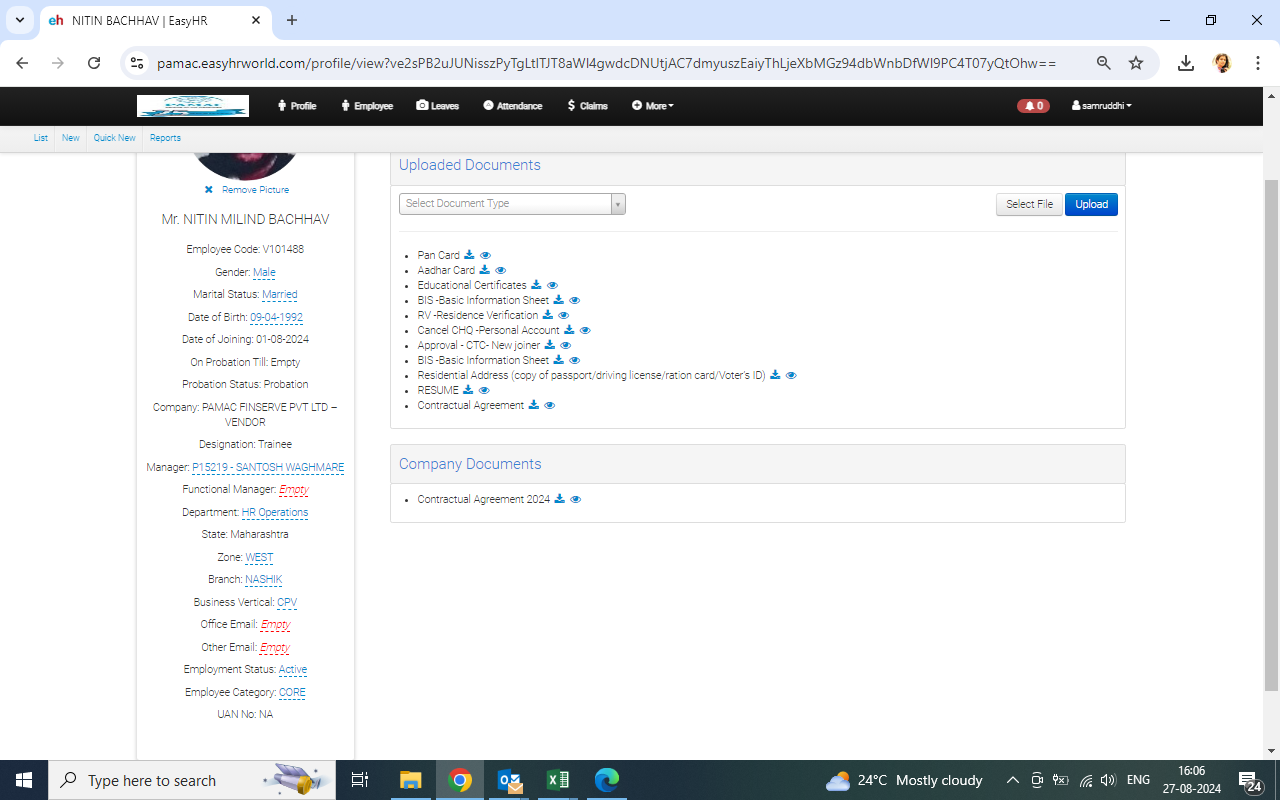 eh NITIN BACHHAV | EasyHR
pamac.easyhrworld.com/profile/view?ve2sPB2uJUNisszPyTgLtITJT8aWI4gwdcDNUtjAC7dmyuszEaiyThLjeXbMGz94dbWnbDfWI9PC4T07yQtOhw==
PAMAC Profile Employee Leaves Attendance Claims More 0 samruddhi
List New Quick New Reports
Remove Picture
Mr. NITIN MILIND BACHHAV
Employee Code: V101488
Gender: Male
Marital Status: Married
Date of Birth: 09-04-1992
Date of Joining: 01-08-2024
On Probation Till: Empty
Probation Status: Probation
Company: PAMAC FINSERVE PVT LTD –
VENDOR
Designation: Trainee
Manager: P15219 - SANTOSH WAGHMARE
Functional Manager: Empty
Department: HR Operations
State: Maharashtra
Zone: WEST
Branch: NASHIK
Business Vertical: CPV
Office Email: Empty
Other Email: Empty
Employment Status: Active
Employee Category: CORE
UAN No: NA
Uploaded Documents
Select Document Type Select File Upload
Pan Card
Aadhar Card
Educational Certificates
BIS -Basic Information Sheet
RV -Residence Verification
Cancel CHQ -Personal Account
Approval - CTC- New joiner
BIS -Basic Information Sheet
Residential Address (copy of passport/driving license/ration card/Voter's ID)
RESUME
Contractual Agreement
Company Documents
Contractual Agreement 2024
Type here to search
24°C Mostly cloudy
ENG
16:06
27-08-2024
24